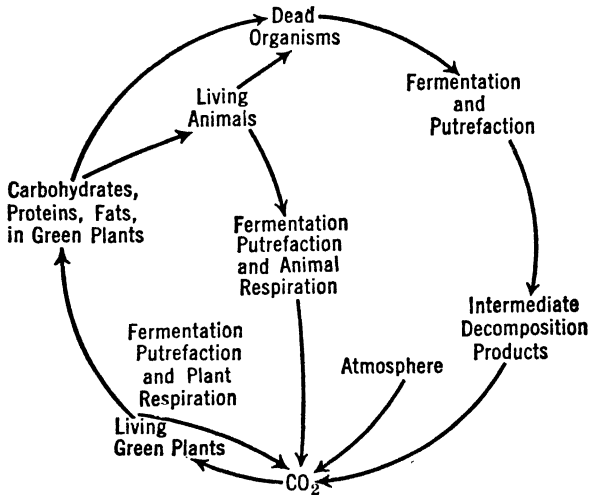 Dead
Organisms
Fermentation
and
Putrefaction
Living
Animals
Carbohydrates,
Proteins, Fats,
in Green Plants
Fermentation
Putrefaction
and Animal
Respiration
Intermediate
Decomposition
Products
Fermentation
Putrefaction
and Plant
Respiration
Atmosphere
Living
Green Plants
CO₂